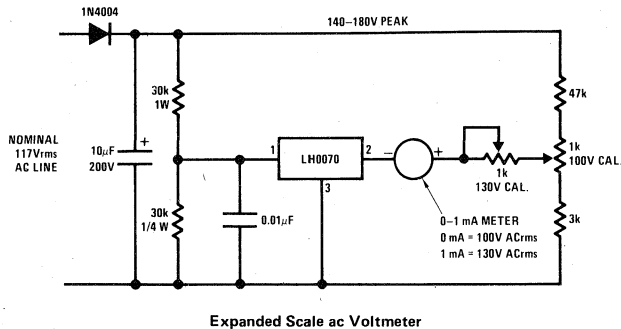 1N4004
140–180V PEAK
30k
1W
47k
NOMINAL
117Vrms
AC LINE
+
10μF
200V
1
LH0070
2
3
–
+
1k
130V CAL.
1k
100V CAL.
30k
1/4 W
0.01μF
0–1 mA METER
0 mA = 100V ACrms
1 mA = 130V ACrms
3k
Expanded Scale ac Voltmeter